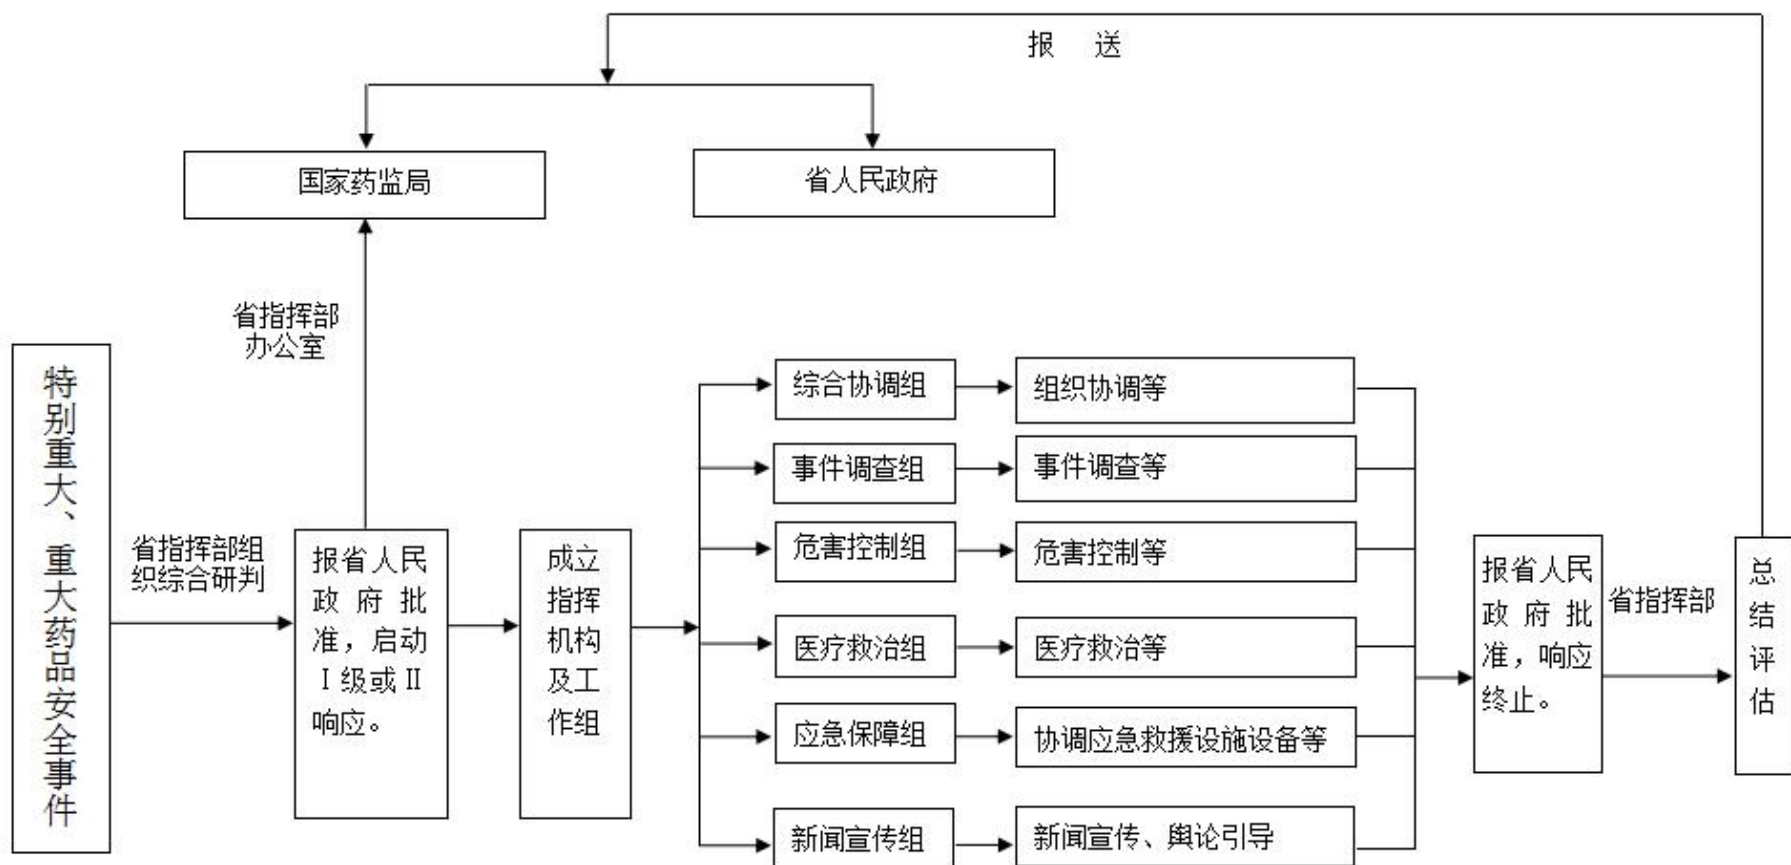 报 送
国家药监局
省人民政府
省指挥部
办公室
特别重大、重大药品安全事件
省指挥部组
织综合研判
报省人民
政府批
准，启动
Ⅰ级或Ⅱ
响应。
成立
指挥
机构
及工
作组
综合协调组
组织协调等
事件调查组
事件调查等
危害控制组
危害控制等
医疗救治组
医疗救治等
应急保障组
协调应急救援设施设备等
新闻宣传组
新闻宣传、舆论引导
报省人民
政府批
准，响应
终止。
省指挥部
总结评估